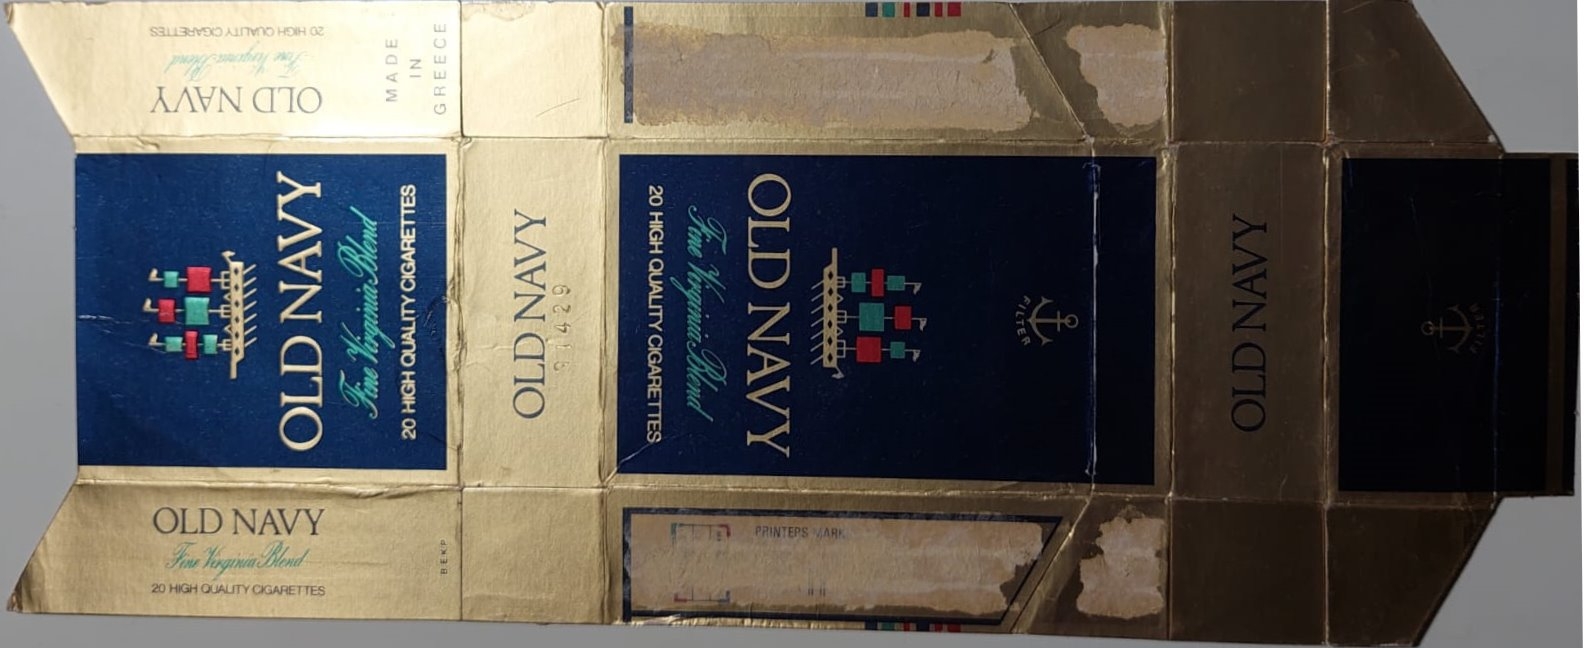 OLD NAVY
Fine Virginia Blend
20 HIGH QUALITY CIGARETTES
MADE
IN
GREECE
OLD NAVY
Fine Virginia Blend
20 HIGH QUALITY CIGARETTES
OLD NAVY
OLD NAVY
Fine Virginia Blend
20 HIGH QUALITY CIGARETTES
FILTER
OLD NAVY
FILTER
OLD NAVY
Fine Virginia Blend
20 HIGH QUALITY CIGARETTES
B.E.K.P
PRINTERS MARK